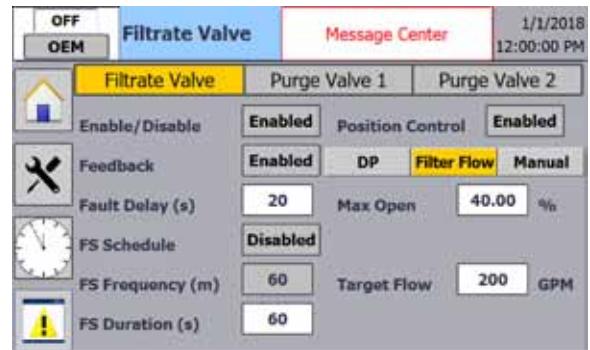 OFF
OEM
Filtrate Valve
Message Center
1/1/2018
12:00:00 PM
Filtrate Valve Purge Valve 1 Purge Valve 2
Enable/Disable Enabled Position Control Enabled
Feedback Enabled DP Filter Flow Manual
Fault Delay (s) 20 Max Open 40.00 %
FS Schedule Disabled
FS Frequency (m) 60 Target Flow 200 GPM
FS Duration (s) 60